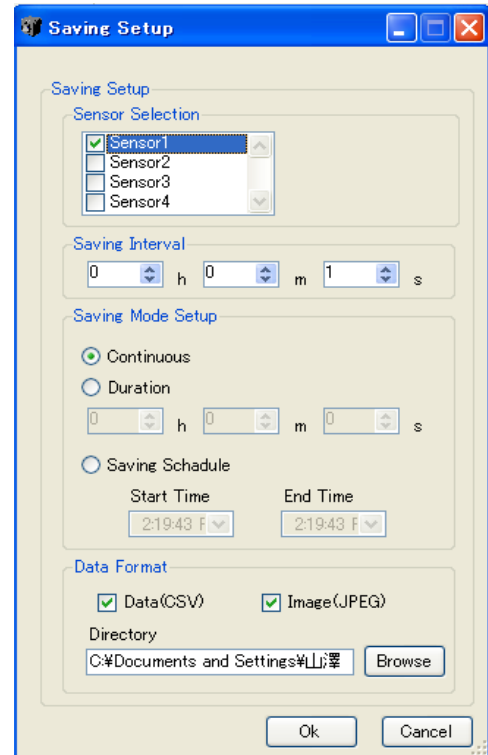 Saving Setup
Saving Setup
Sensor Selection
Sensor1
Sensor2
Sensor3
Sensor4
Saving Interval
0 h 0 m 1 s
Saving Mode Setup
Continuous
Duration
0 h 0 m 0 s
Saving Schadule
Start Time End Time
2:19:43 F 2:19:43 F
Data Format
Data(CSV) Image(JPEG)
Directory
C:¥Documents and Settings¥山澤 Browse
Ok Cancel